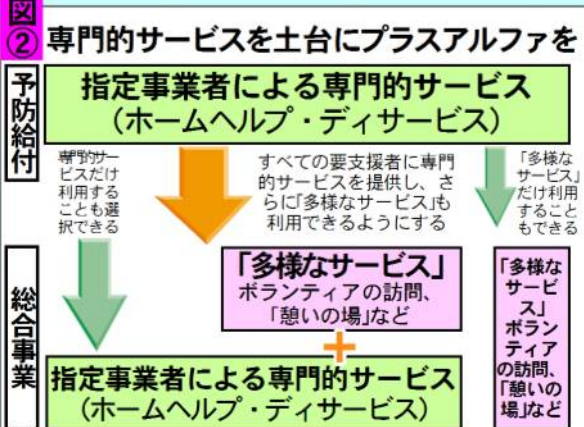 図
②
専門的サービスを土台にプラスアルファを
予防給付
指定事業者による専門的サービス
(ホームヘルプ・ディサービス)
専門的サー
ビスだけ
利用する
ことも選
択できる
すべての要支援者に専門
的サービスを提供し、さ
らに「多様なサービス」も
利用できるようにする
「多様な
サービス」
だけ利用
すること
もできる
総合事業
「多様なサービス」
ボランティアの訪問、
「憩いの場」など
+
指定事業者による専門的サービス
(ホームヘルプ・ディサービス)
「多様な
サービ
ス」
ボラン
ティア
の訪問、
「憩いの
場」など